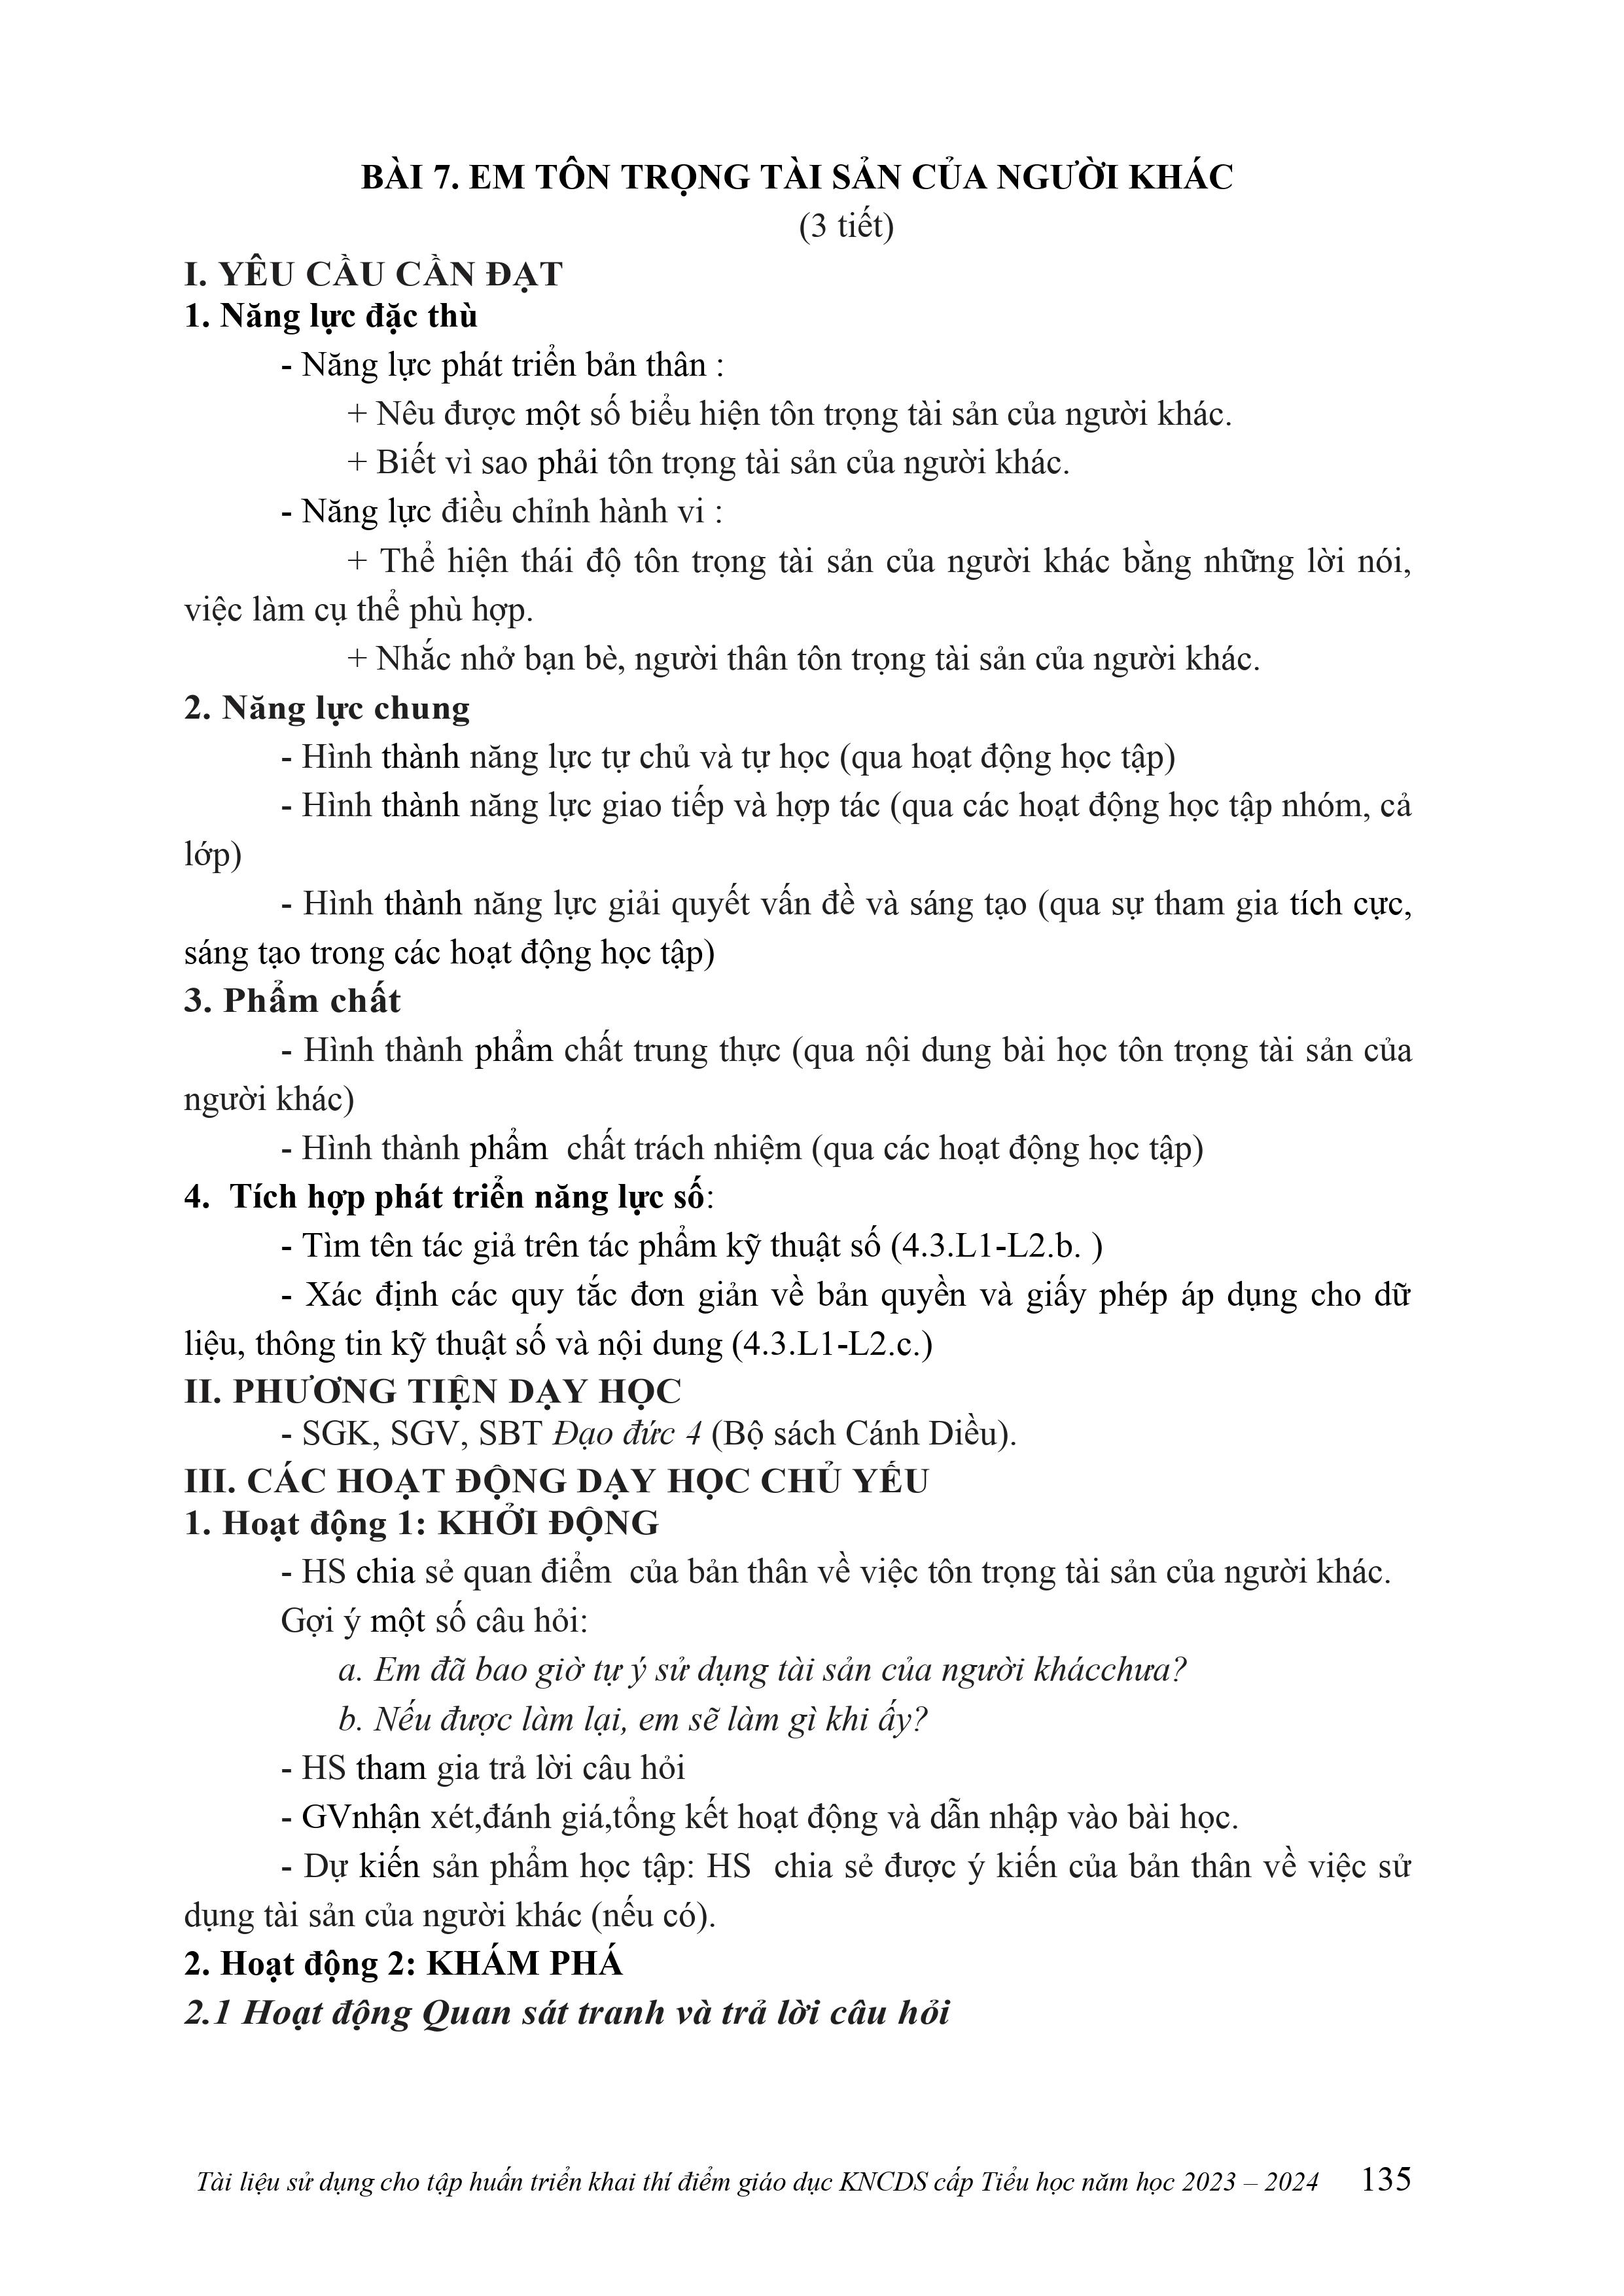 BÀI 7. EM TÔN TRỌNG TÀI SẢN CỦA NGƯỜI KHÁC
(3 tiết)
I. YÊU CẦU CẦN ĐẠT
1. Năng lực đặc thù
- Năng lực phát triển bản thân :
+ Nêu được một số biểu hiện tôn trọng tài sản của người khác.
+ Biết vì sao phải tôn trọng tài sản của người khác.
- Năng lực điều chỉnh hành vi :
+ Thể hiện thái độ tôn trọng tài sản của người khác bằng những lời nói,
việc làm cụ thể phù hợp.
+ Nhắc nhở bạn bè, người thân tôn trọng tài sản của người khác.
2. Năng lực chung
- Hình thành năng lực tự chủ và tự học (qua hoạt động học tập)
- Hình thành năng lực giao tiếp và hợp tác (qua các hoạt động học tập nhóm, cả
lớp)
- Hình thành năng lực giải quyết vấn đề và sáng tạo (qua sự tham gia tích cực,
sáng tạo trong các hoạt động học tập)
3. Phẩm chất
- Hình thành phẩm chất trung thực (qua nội dung bài học tôn trọng tài sản của
người khác)
- Hình thành phẩm  chất trách nhiệm (qua các hoạt động học tập)
4.  Tích hợp phát triển năng lực số:
- Tìm tên tác giả trên tác phẩm kỹ thuật số (4.3.L1-L2.b. )
- Xác định các quy tắc đơn giản về bản quyền và giấy phép áp dụng cho dữ
liệu, thông tin kỹ thuật số và nội dung (4.3.L1-L2.c.)
II. PHƯƠNG TIỆN DẠY HỌC
- SGK, SGV, SBT Đạo đức 4 (Bộ sách Cánh Diều).
III. CÁC HOẠT ĐỘNG DẠY HỌC CHỦ YẾU
1. Hoạt động 1: KHỞI ĐỘNG
- HS chia sẻ quan điểm  của bản thân về việc tôn trọng tài sản của người khác.
Gợi ý một số câu hỏi:
a. Em đã bao giờ tự ý sử dụng tài sản của người khácchưa?
b. Nếu được làm lại, em sẽ làm gì khi ấy?
- HS tham gia trả lời câu hỏi
- GVnhận xét,đánh giá,tổng kết hoạt động và dẫn nhập vào bài học.
- Dự kiến sản phẩm học tập: HS  chia sẻ được ý kiến của bản thân về việc sử
dụng tài sản của người khác (nếu có).
2. Hoạt động 2: KHÁM PHÁ
2.1 Hoạt động Quan sát tranh và trả lời câu hỏi
Tài liệu sử dụng cho tập huấn triển khai thí điểm giáo dục KNCDS cấp Tiểu học năm học 2023 – 2024 135